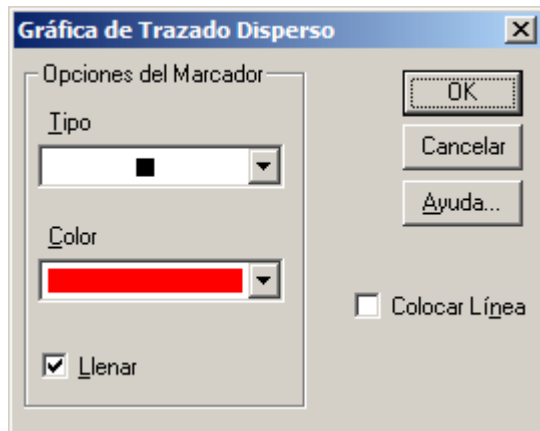 Gráfica de Trazado Disperso
Opciones del Marcador
Tipo
Color
Llenar
OK
Cancelar
Ayuda...
Colocar Línea